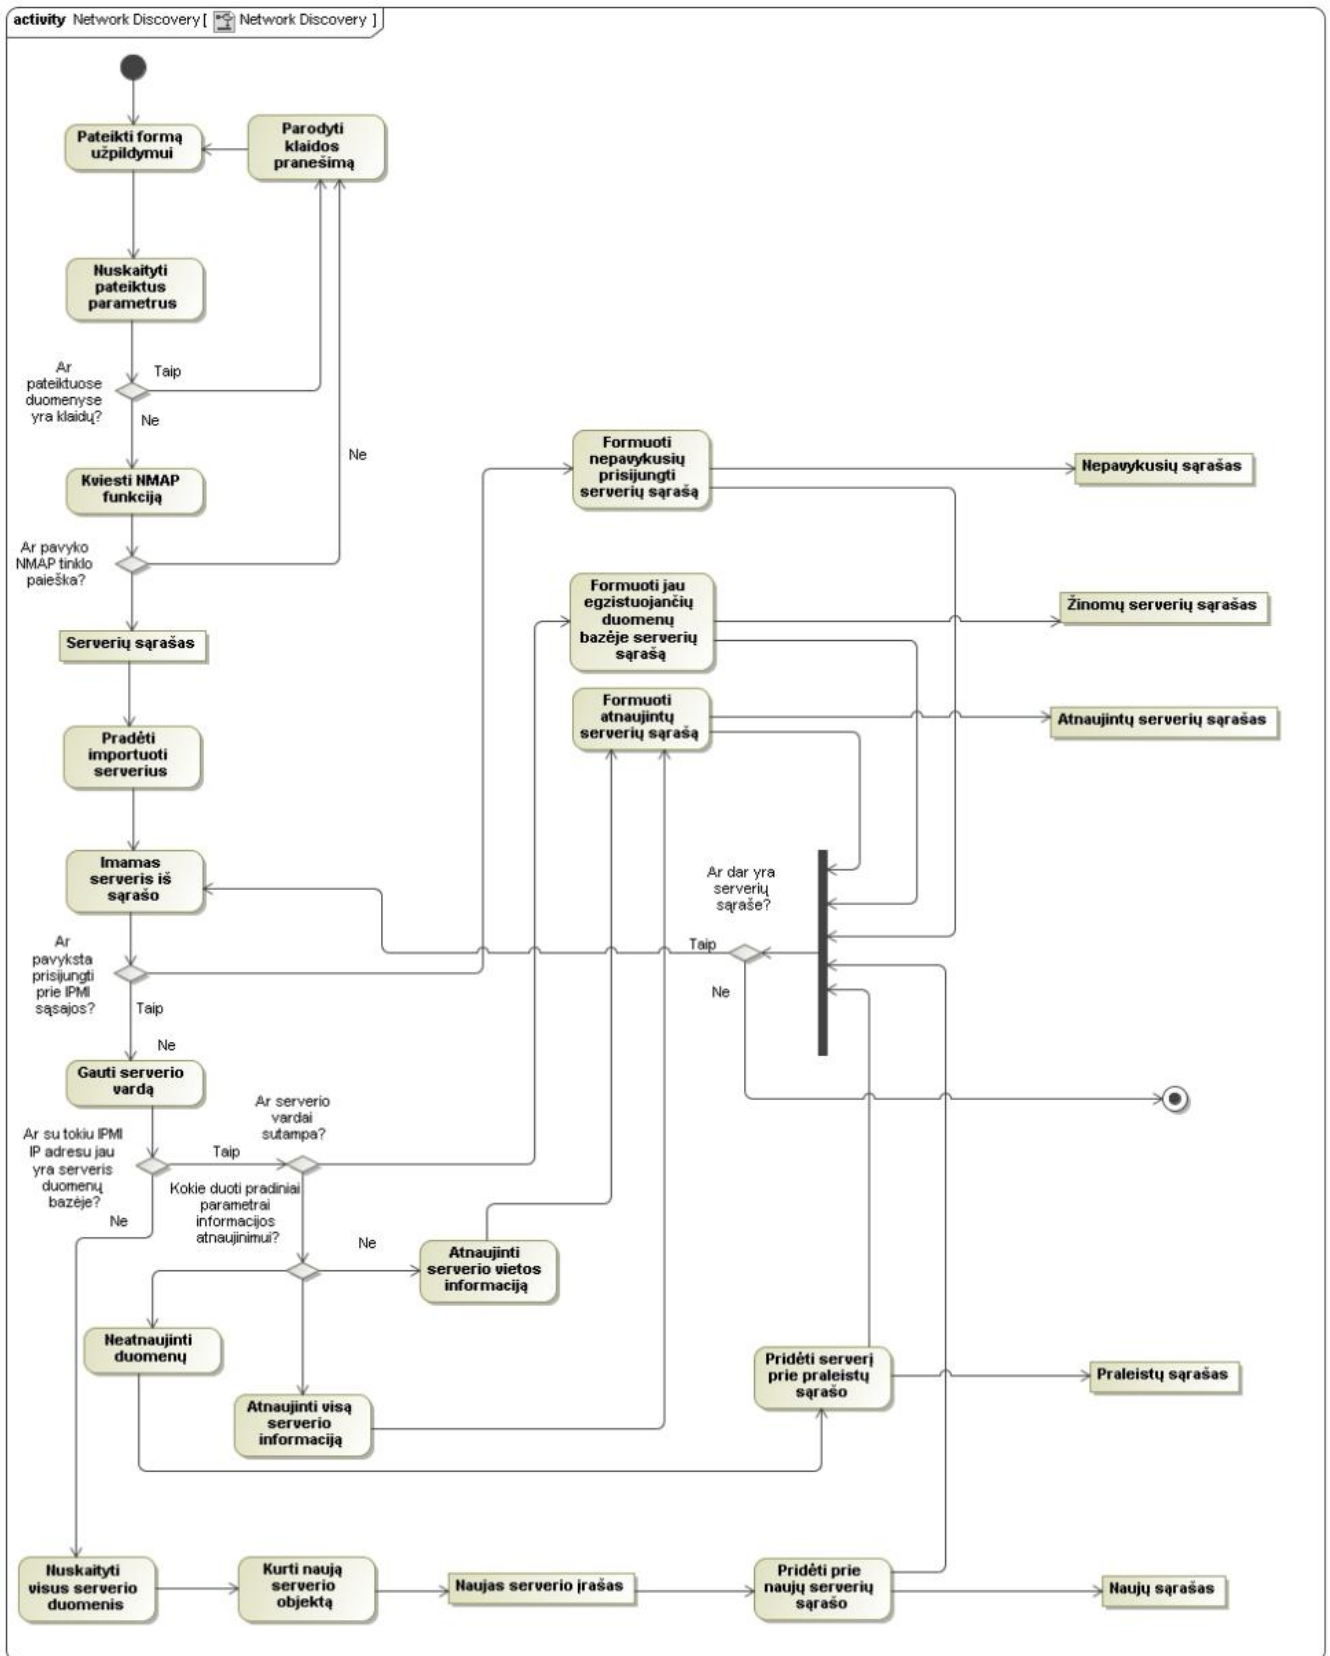 activity Network Discovery [ Network Discovery ]
Pateikti formą
užpildymui
Parodyti
klaidos
pranešimą
Nuskaityti
pateiktus
parametrus
Ar
pateiktuose
duomenyse
yra klaidų?
Taip
Ne
Kviesti NMAP
funkciją
Ne
Ar pavyko
NMAP tinklo
paieška?
Serverių sąrašas
Pradėti
importuoti
serverius
Imamas
serveris iš
sąrašo
Ar
pavyksta
prisijungti
prie IPMI
sąsajos?
Taip
Ne
Gauti serverio
vardą
Formuoti
nepavykusių
prisijungti
serverių sąrašą
Nepavykusių sąrašas
Formuoti jau
egzistuojančių
duomenų
bazėje serverių
sąrašą
Žinomų serverių sąrašas
Formuoti
atnaujintų
serverių sąrašą
Atnaujintų serverių sąrašas
Ar dar yra
serverių
sąraše?
Taip
Ne
Ar su tokiu IPMI
IP adresu jau
yra serveris
duomenų
bazėje?
Taip
Ne
Ar serverio
vardai
sutampa?
Kokie duoti pradiniai
parametrai
informacijos
atnaujinimui?
Ne
Atnaujinti
serverio vietos
informaciją
Neatnaujinti
duomenų
Atnaujinti visą
serverio
informaciją
Pridėti serverį
prie praleistų
sąrašo
Praleistų sąrašas
Nuskaityti
visus serverio
duomenis
Kurti naują
serverio
objektą
Naujas serverio įrašas
Pridėti prie
naujų serverių
sąrašo
Naujų sąrašas